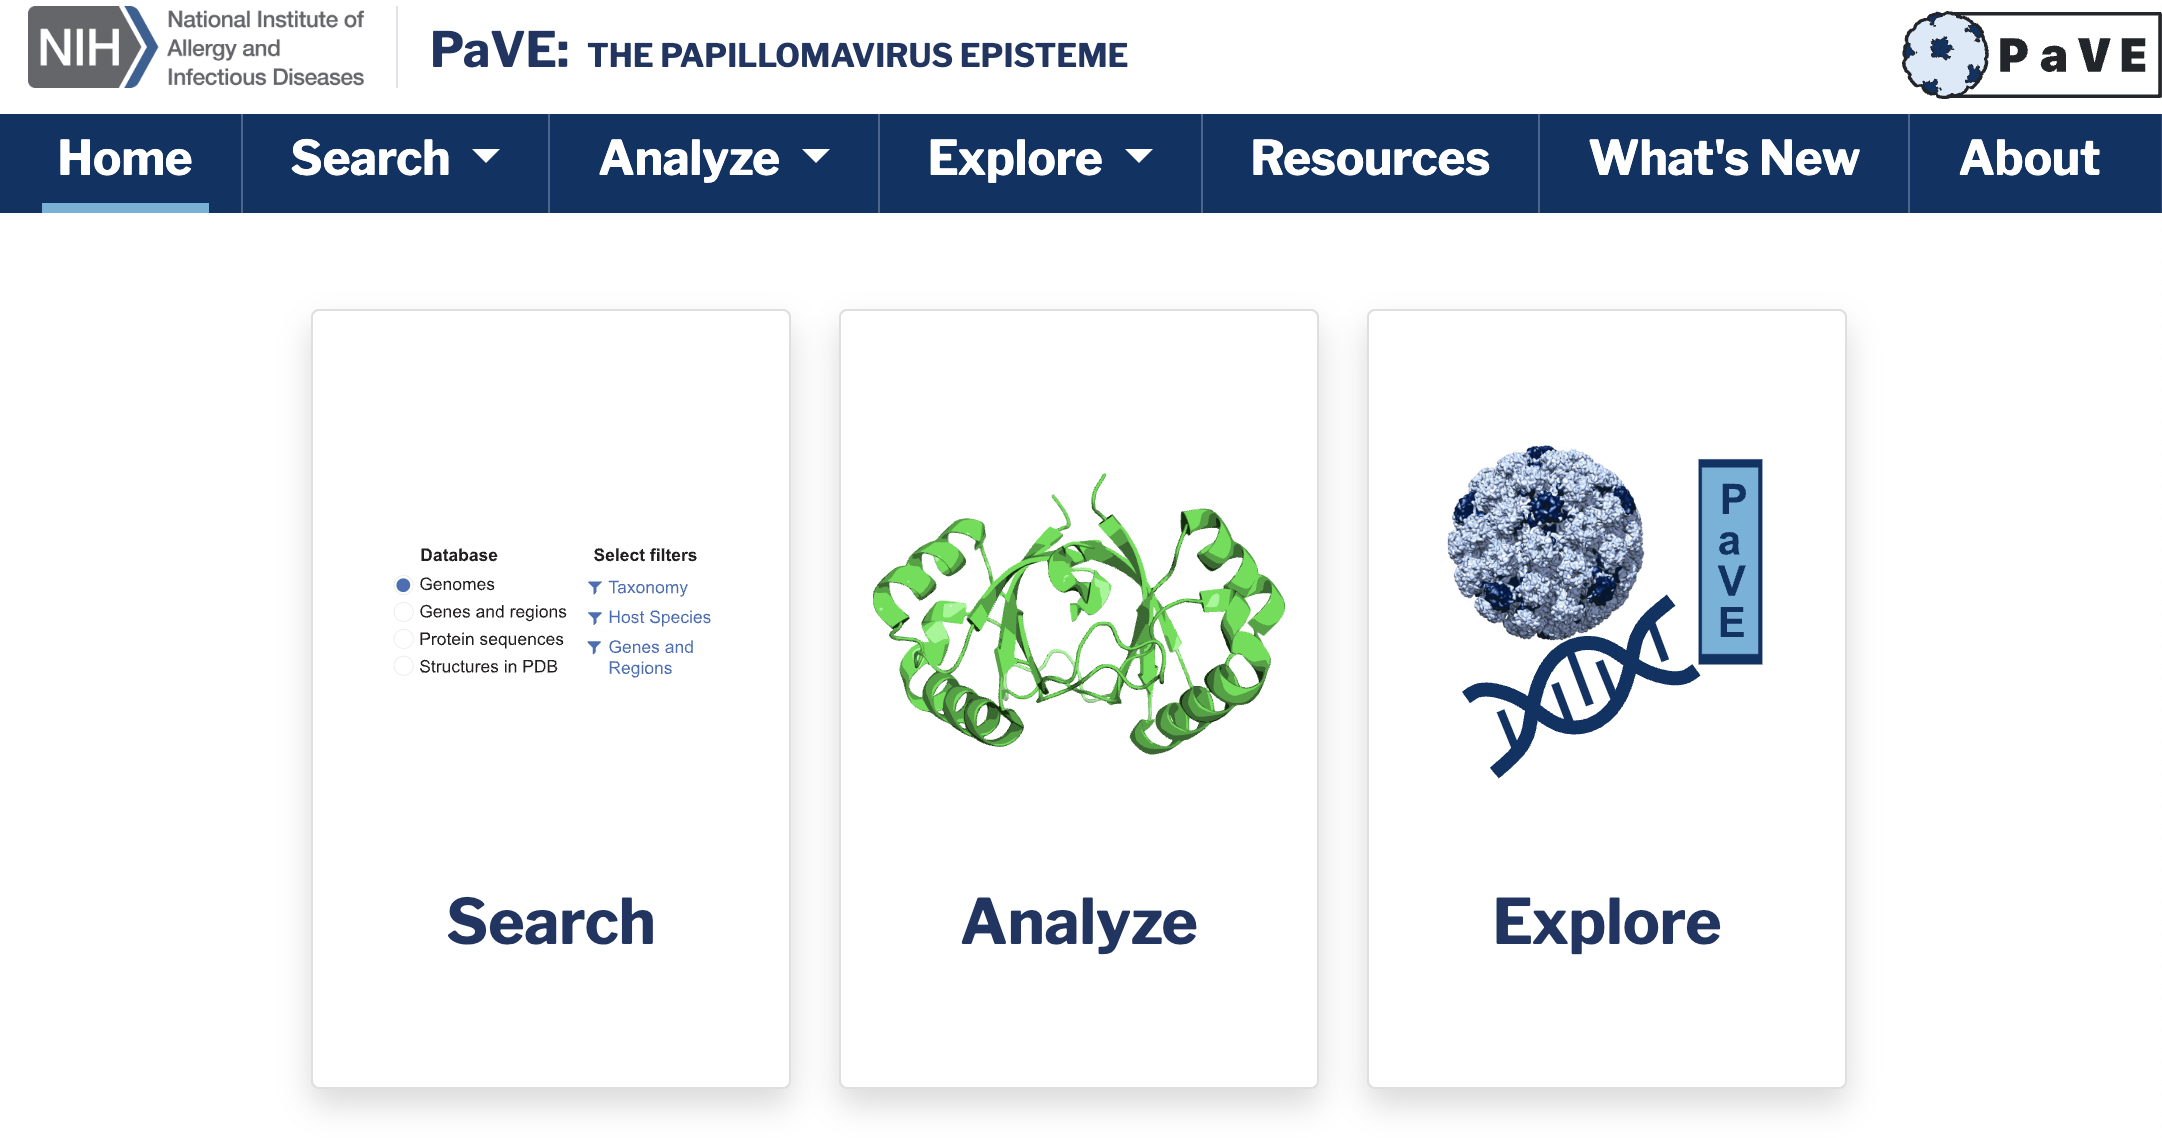 NIH
National Institute of
Allergy and
Infectious Diseases
PaVE: THE PAPILLOMAVIRUS EPISTEME
PaVE
Home Search Analyze Explore Resources What's New About
Database
Genomes
Genes and regions
Protein sequences
Structures in PDB
Select filters
Taxonomy
Host Species
Genes and
Regions
P
a
V
E
Search
Analyze
Explore